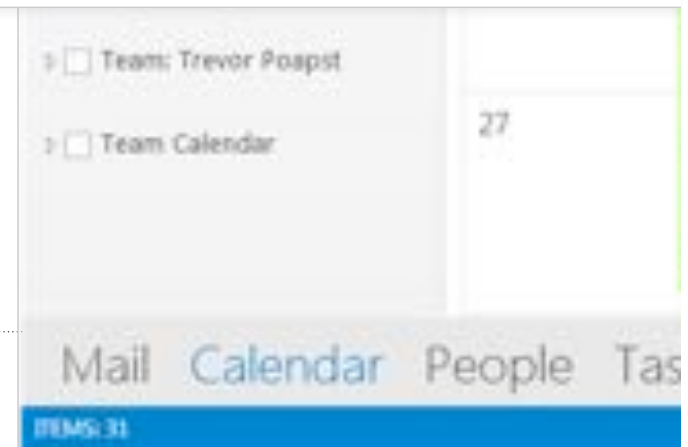 Team: Trevor Poapst
27
Team Calendar
Mail Calendar People Tas
ITEMS: 31